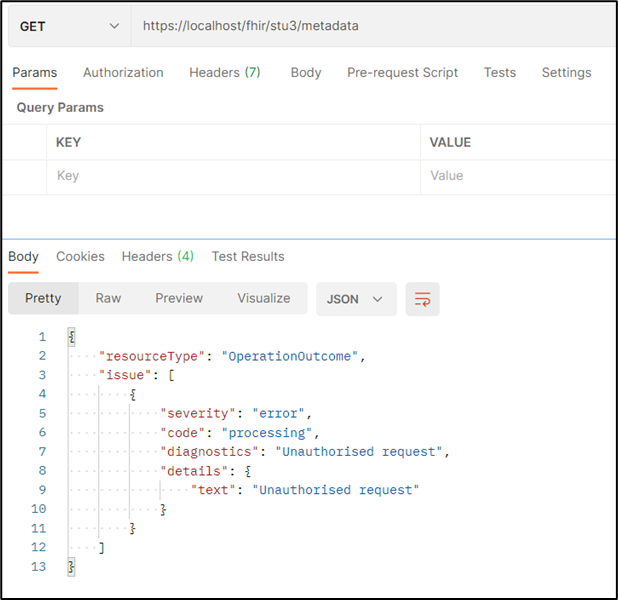 GET https://localhost/fhir/stu3/metadata
Params Authorization Headers (7) Body Pre-request Script Tests Settings
Query Params
KEY VALUE
Key Value
Body Cookies Headers (4) Test Results
Pretty Raw Preview Visualize JSON
1 {
2 "resourceType": "OperationOutcome",
3 "issue": [
4 {
5 "severity": "error",
6 "code": "processing",
7 "diagnostics": "Unauthorised request",
8 "details": {
9 "text": "Unauthorised request"
10 }
11 }
12 ]
13 }